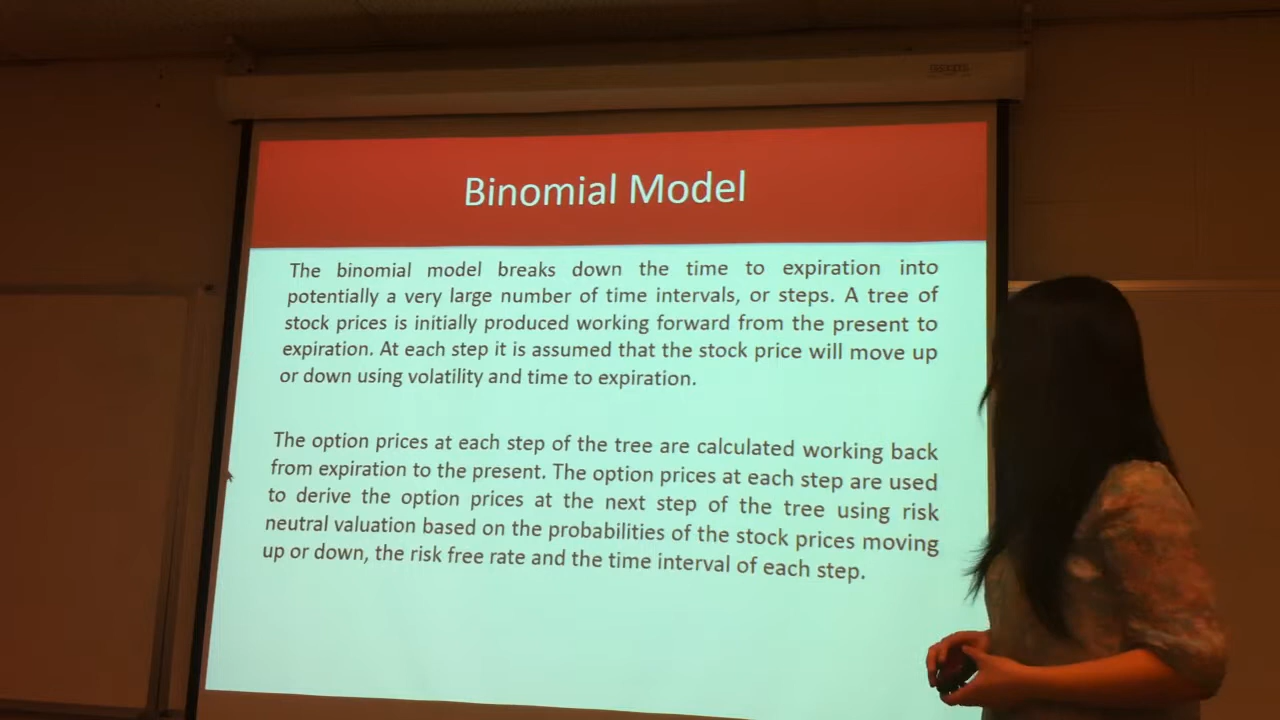 Binomial Model
The binomial model breaks down the time to expiration into
potentially a very large number of time intervals, or steps. A tree of
stock prices is initially produced working forward from the present to
expiration. At each step it is assumed that the stock price will move up
or down using volatility and time to expiration.
The option prices at each step of the tree are calculated working back
from expiration to the present. The option prices at each step are used
to derive the option prices at the next step of the tree using risk
neutral valuation based on the probabilities of the stock prices moving
up or down, the risk free rate and the time interval of each step.